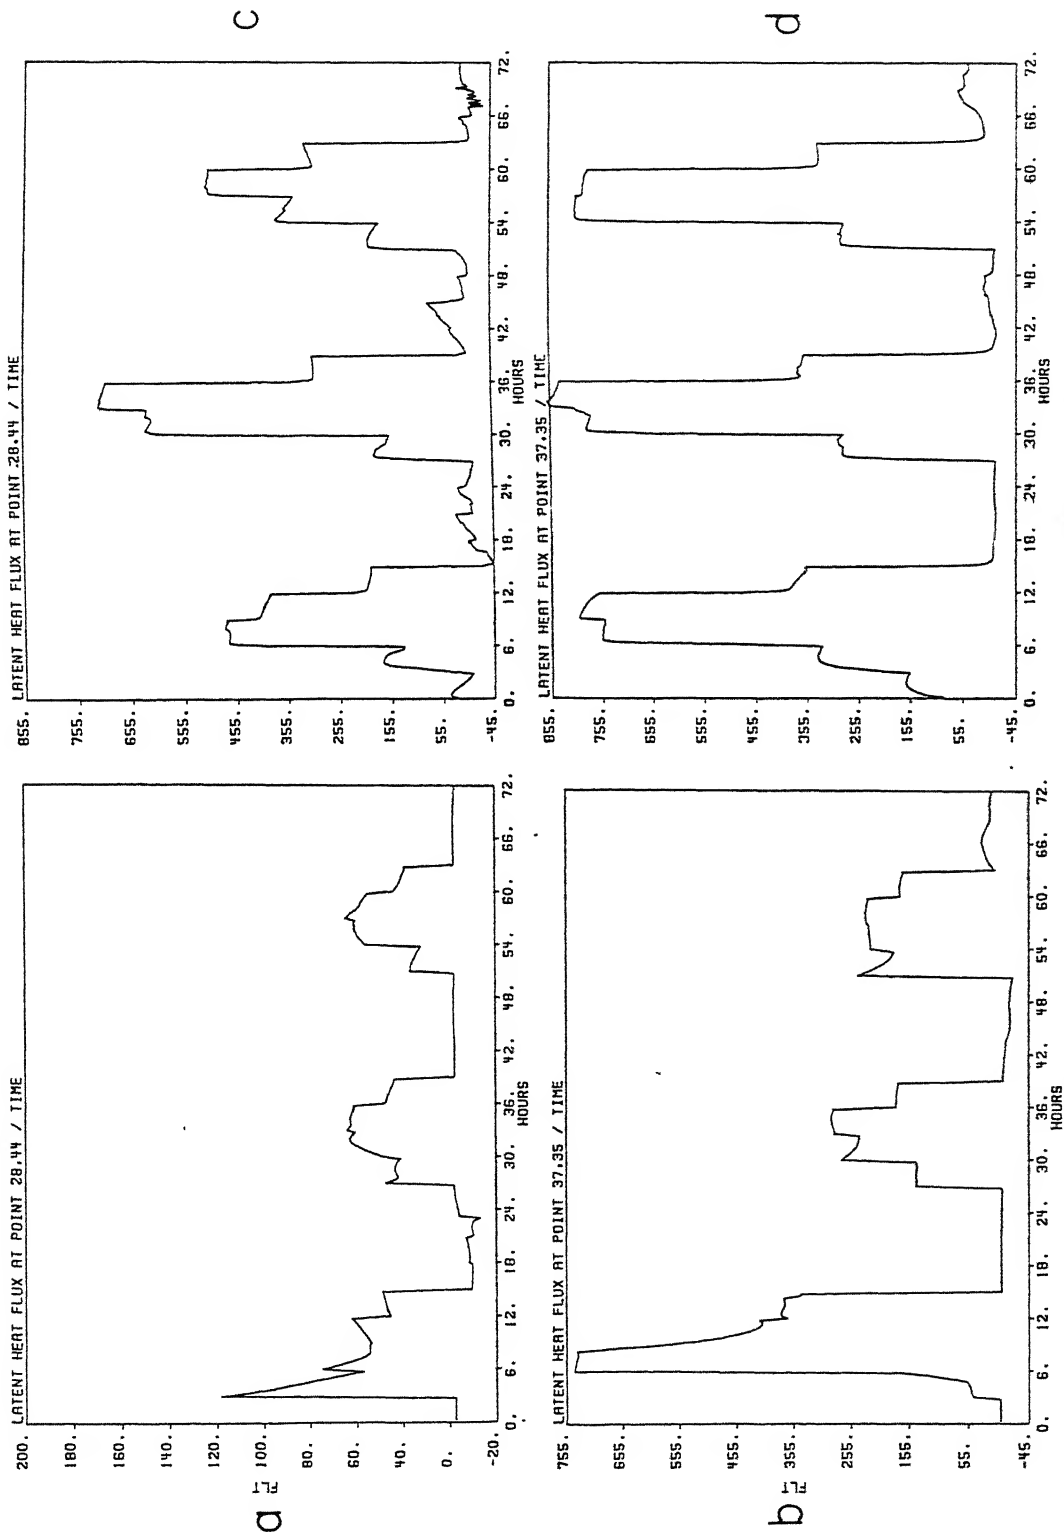 a
LATENT HEAT FLUX AT POINT 28.44 / TIME
200.
160.
140.
120.
100.
80.
60.
40.
0.
-20.
FLT
0. 6. 12. 18. 24. 30. 36. 42. 48. 54. 60. 66. 72.
HOURS
c
LATENT HEAT FLUX AT POINT 28.44 / TIME
855.
755.
655.
555.
455.
355.
255.
155.
55.
-45.
0. 6. 12. 18. 24. 30. 36. 42. 48. 54. 60. 66. 72.
HOURS
b
LATENT HEAT FLUX AT POINT 37.35 / TIME
755.
655.
555.
455.
355.
255.
155.
55.
-45.
FLT
0. 6. 12. 18. 24. 30. 36. 42. 48. 54. 60. 66. 72.
HOURS
d
LATENT HEAT FLUX AT POINT 37.35 / TIME
855.
755.
655.
555.
455.
355.
255.
155.
55.
-45.
0. 6. 12. 18. 24. 30. 36. 42. 48. 54. 60. 66. 72.
HOURS